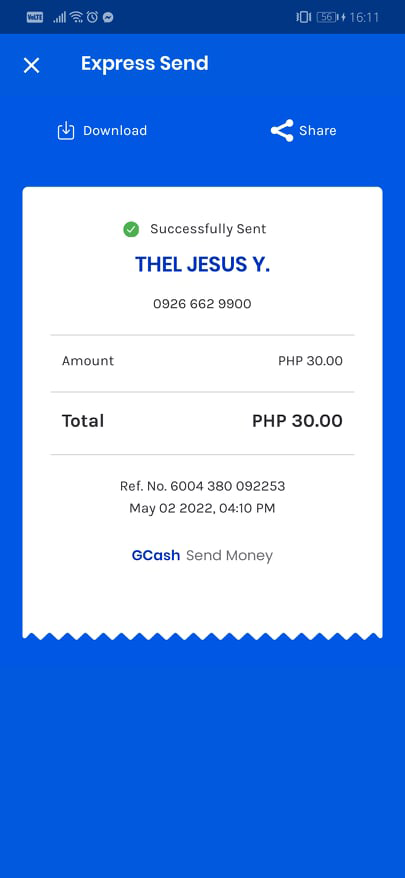 VoLTE 56 16:11
Express Send
Download Share
Successfully Sent
THEL JESUS Y.
0926 662 9900
Amount PHP 30.00
Total PHP 30.00
Ref. No. 6004 380 092253
May 02 2022, 04:10 PM
GCash Send Money